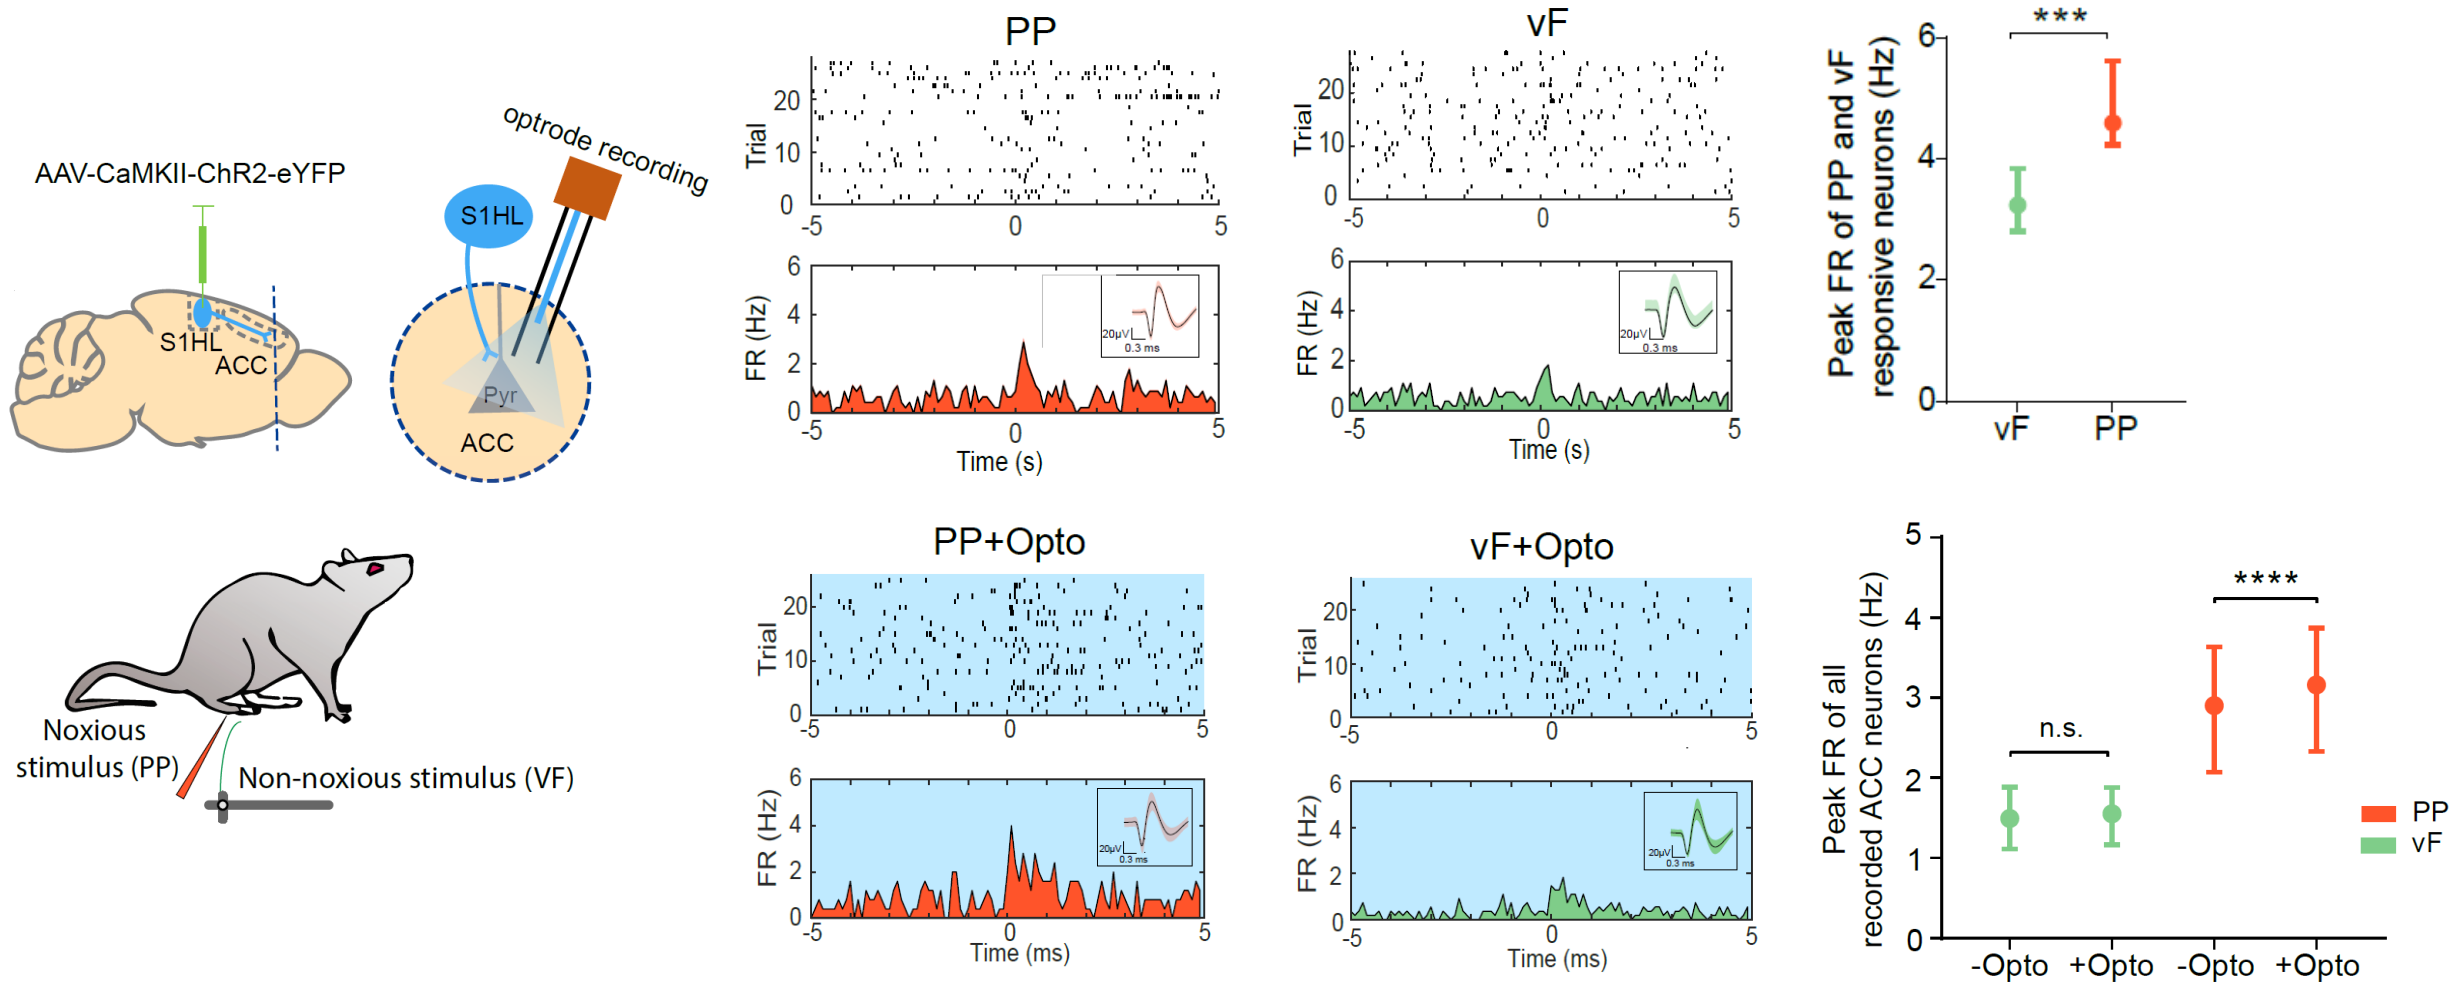 AAV-CaMKII-ChR2-eYFP
S1HL
ACC
optrode recording
S1HL
Pyr
ACC
PP
Trial
20
10
0
-5
0
5
FR (Hz)
6
4
2
0
20µV
0.3 ms
-5
0
5
Time (s)
vF
Trial
20
10
0
-5
0
5
FR (Hz)
6
4
2
0
20µV
0.3 ms
-5
0
5
Time (s)
Peak FR of PP and vF
responsive neurons (Hz)
6
4
2
0
***
vF
PP
Noxious
stimulus (PP)
Non-noxious stimulus (VF)
PP+Opto
Trial
20
10
0
-5
0
5
FR (Hz)
6
4
2
0
20µV
0.3 ms
-5
0
5
Time (ms)
vF+Opto
Trial
20
10
0
-5
0
5
FR (Hz)
6
4
2
0
20µV
0.3 ms
-5
0
5
Time (ms)
Peak FR of all
recorded ACC neurons (Hz)
5
4
3
2
1
0
n.s.
****
-Opto
+Opto
-Opto
+Opto
PP
vF